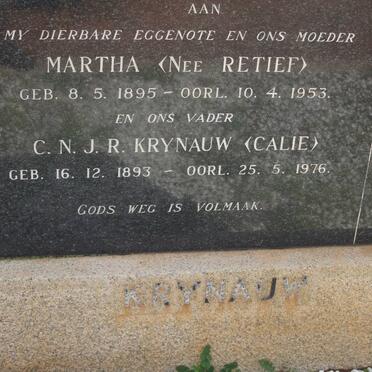 AAN
MY DIERBARE EGGENOTE EN ONS MOEDER
MARTHA (NEE RETIEF)
GEB. 8. 5. 1895 – OORL. 10. 4. 1953.
EN ONS VADER
C. N. J. R. KRYNAUW (CALIE)
GEB. 16. 12. 1893 – OORL. 25. 5. 1976.
GODS WEG IS VOLMAAK.
KRYNAUW